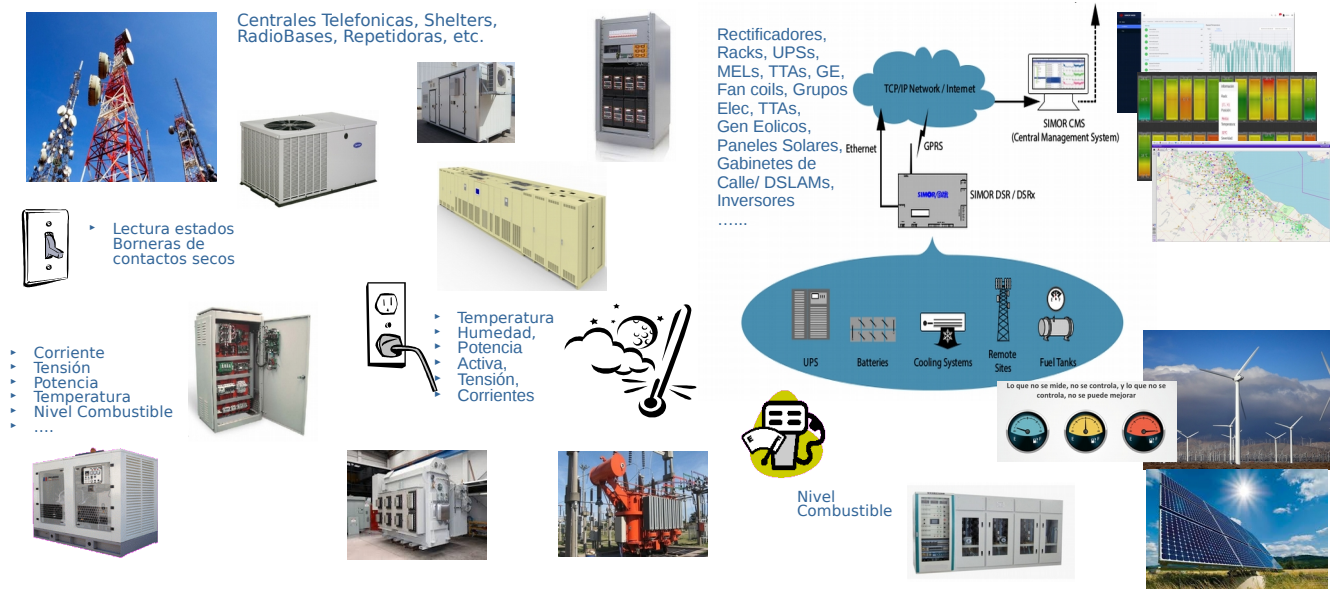 Centrales Telefonicas, Shelters,
RadioBases, Repetidoras, etc.
Lectura estados
Borneras de
contactos secos
Corriente
Tensión
Potencia
Temperatura
Nivel Combustible
....
Temperatura
Humedad,
Potencia
Activa,
Tensión,
Corrientes
Rectificadores,
Racks, UPSs,
MELs, TTAs, GE,
Fan coils, Grupos
Elec, TTAs,
Gen Eolicos,
Paneles Solares,
Gabinetes de
Calle/ DSLAMs,
Inversores
......
TCP/IP Network / Internet
SIMOR CMS
(Central Management System)
Ethernet
GPRS
SIMOR DSR / DSRx
UPS
Batteries
Cooling Systems
Remote
Sites
Fuel Tanks
Lo que no se mide, no se controla, y lo que no se
controla, no se puede mejorar
Nivel
Combustible